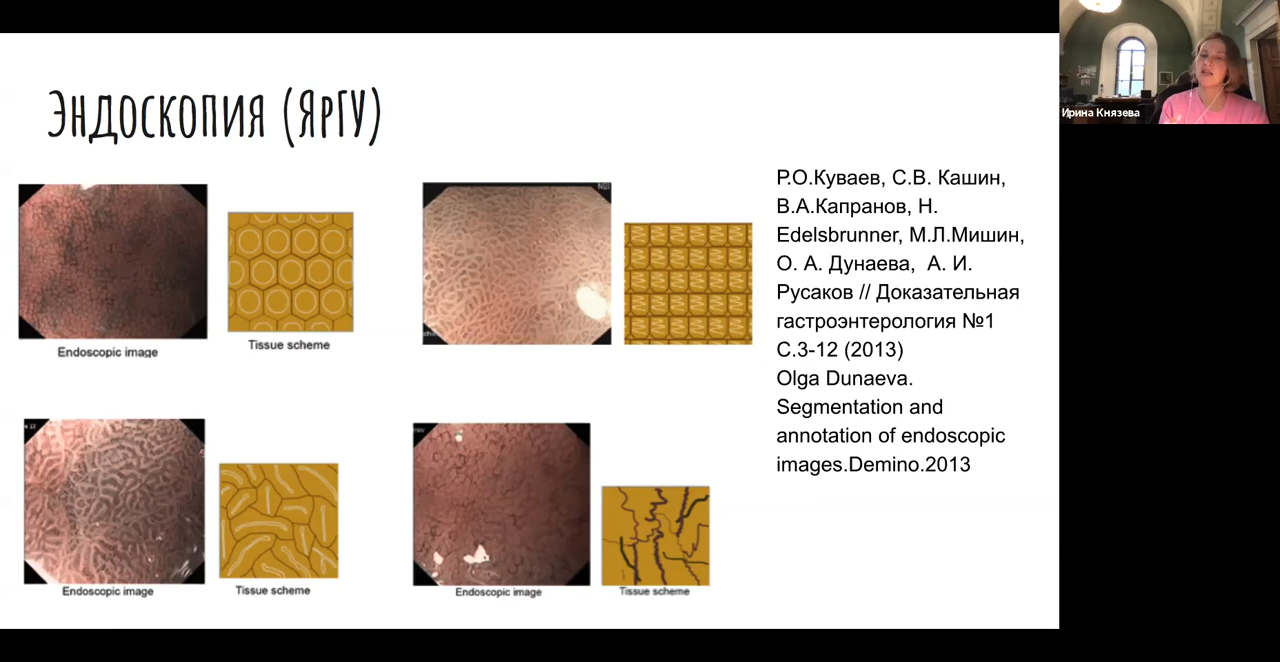 Эндоскопия (ЯрГУ)
Endoscopic image
Tissue scheme
Endoscopic image
Tissue scheme
Endoscopic image
Tissue scheme
Р.О.Куваев, С.В. Кашин,
В.А.Капранов, H.
Edelsbrunner, М.Л.Мишин,
О. А. Дунаева, А. И.
Русаков // Доказательная
гастроэнтерология №1
С.3-12 (2013)
Olga Dunaeva.
Segmentation and
annotation of endoscopic
images.Demino.2013
Ирина Князева